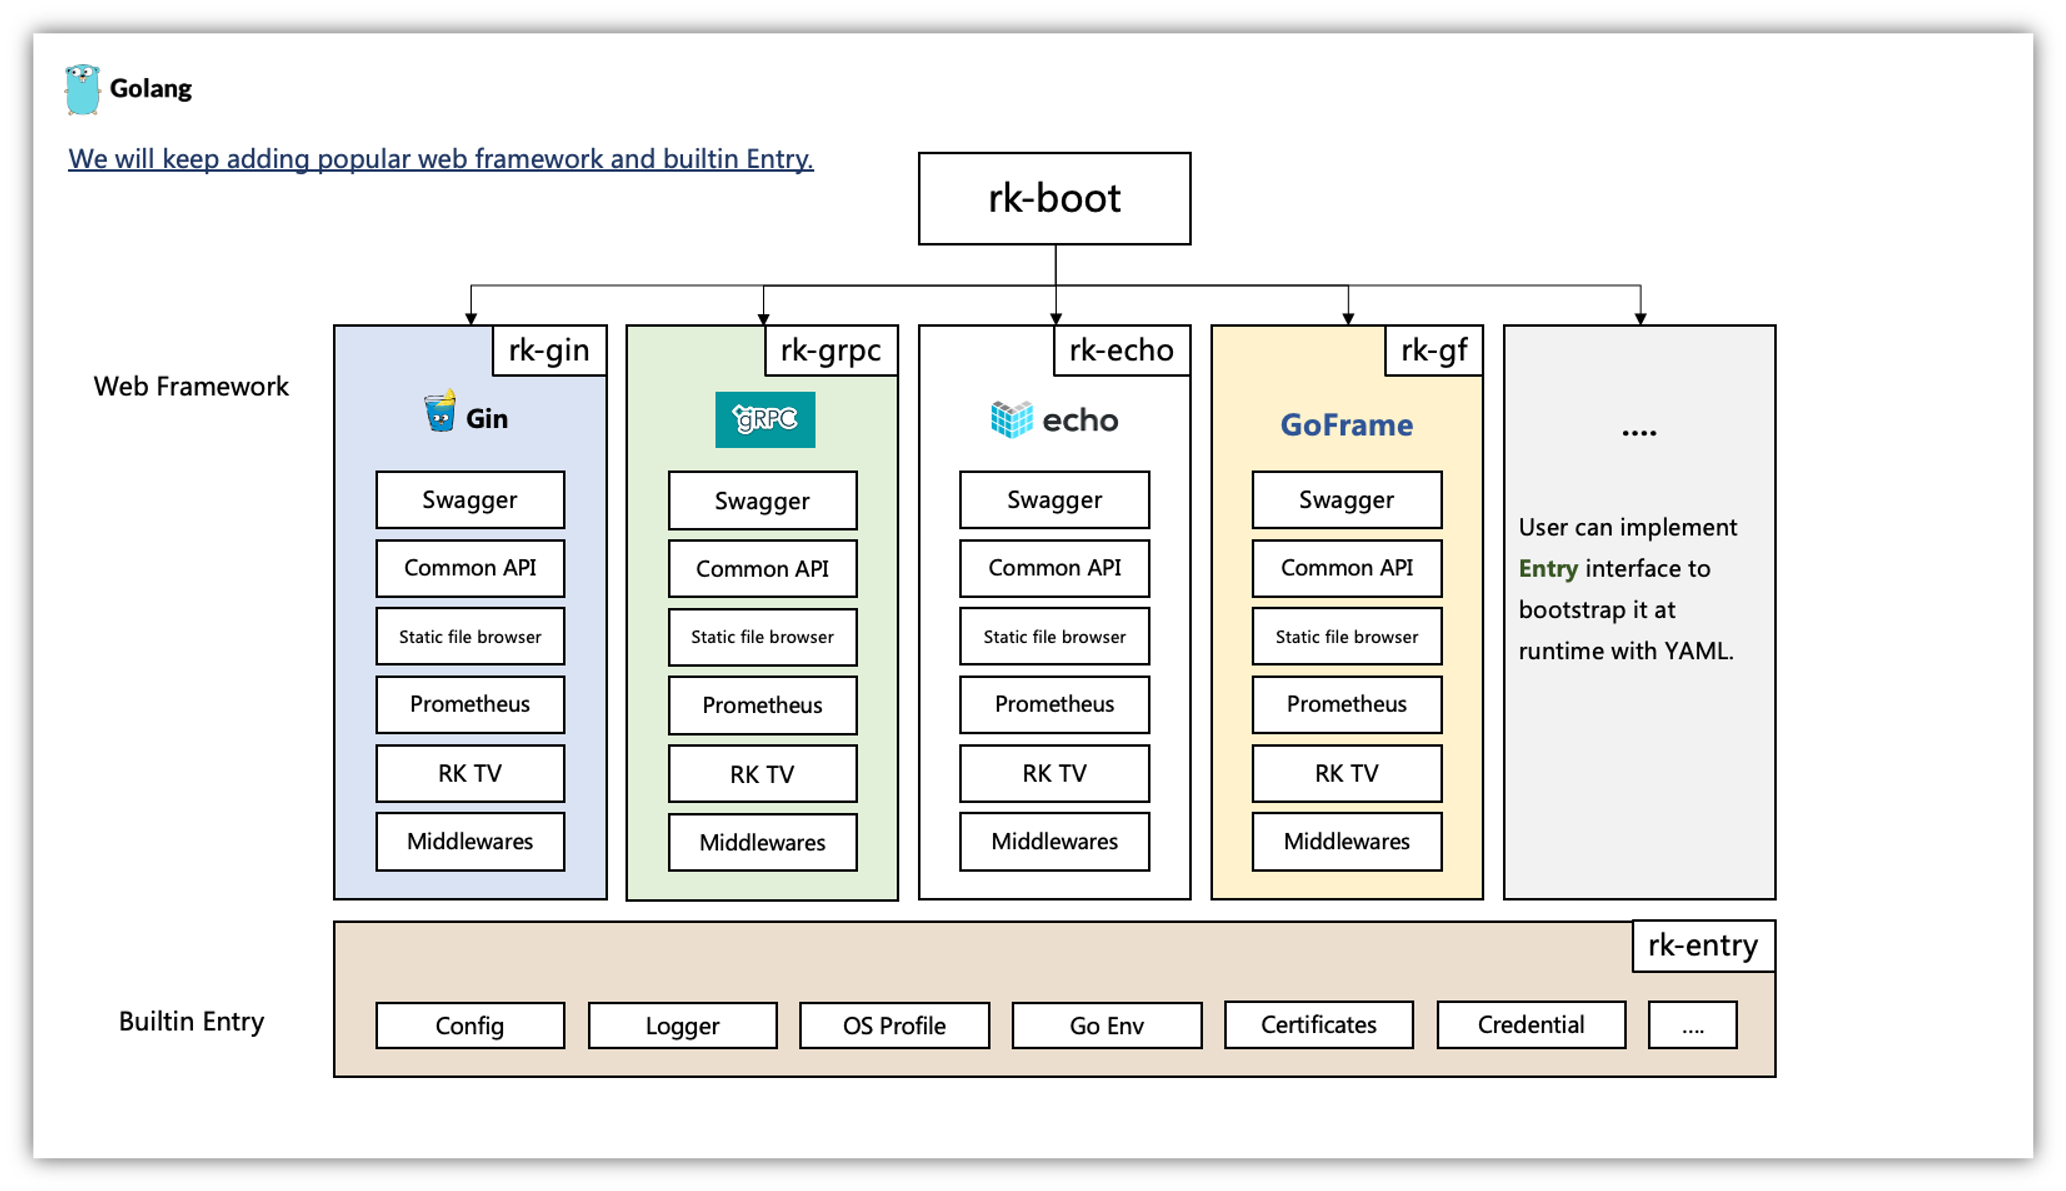 Golang
We will keep adding popular web framework and builtin Entry.
rk-boot
Web Framework
rk-gin
Gin
Swagger
Common API
Static file browser
Prometheus
RK TV
Middlewares
rk-grpc
gRPC
Swagger
Common API
Static file browser
Prometheus
RK TV
Middlewares
rk-echo
echo
Swagger
Common API
Static file browser
Prometheus
RK TV
Middlewares
rk-gf
GoFrame
Swagger
Common API
Static file browser
Prometheus
RK TV
Middlewares
....
User can implement
Entry interface to
bootstrap it at
runtime with YAML.
Builtin Entry
rk-entry
Config
Logger
OS Profile
Go Env
Certificates
Credential
....